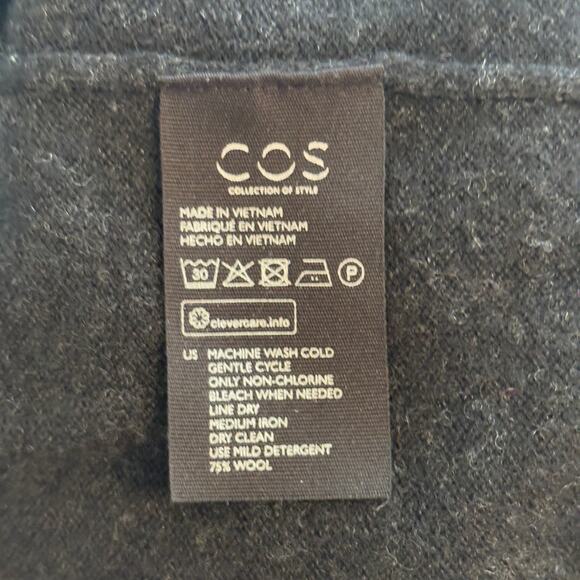 COS
COLLECTION OF STYLE
MADE IN VIETNAM
FABRIQUÉ EN VIETNAM
HECHO EN VIETNAM
30 P
clevercare.info
US MACHINE WASH COLD
GENTLE CYCLE
ONLY NON-CHLORINE
BLEACH WHEN NEEDED
LINE DRY
MEDIUM IRON
DRY CLEAN
USE MILD DETERGENT
75% WOOL